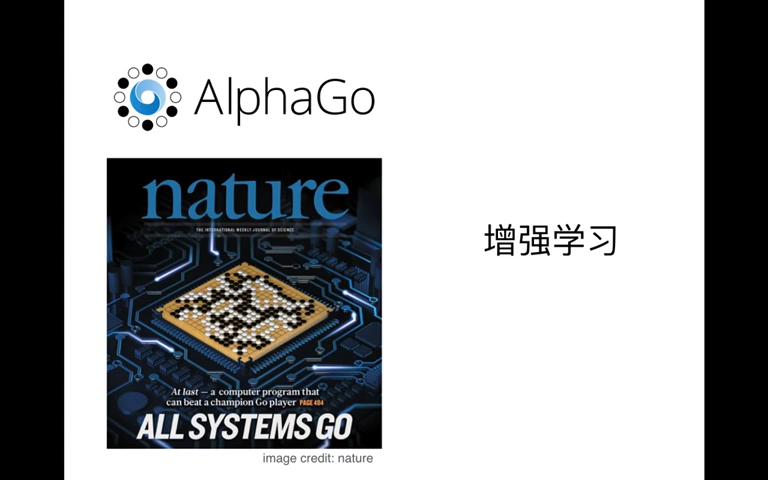 AlphaGo
nature
THE INTERNATIONAL WEEKLY JOURNAL OF SCIENCE
At last — a computer program that
can beat a champion Go player PAGE 484
ALL SYSTEMS GO
image credit: nature
增强学习